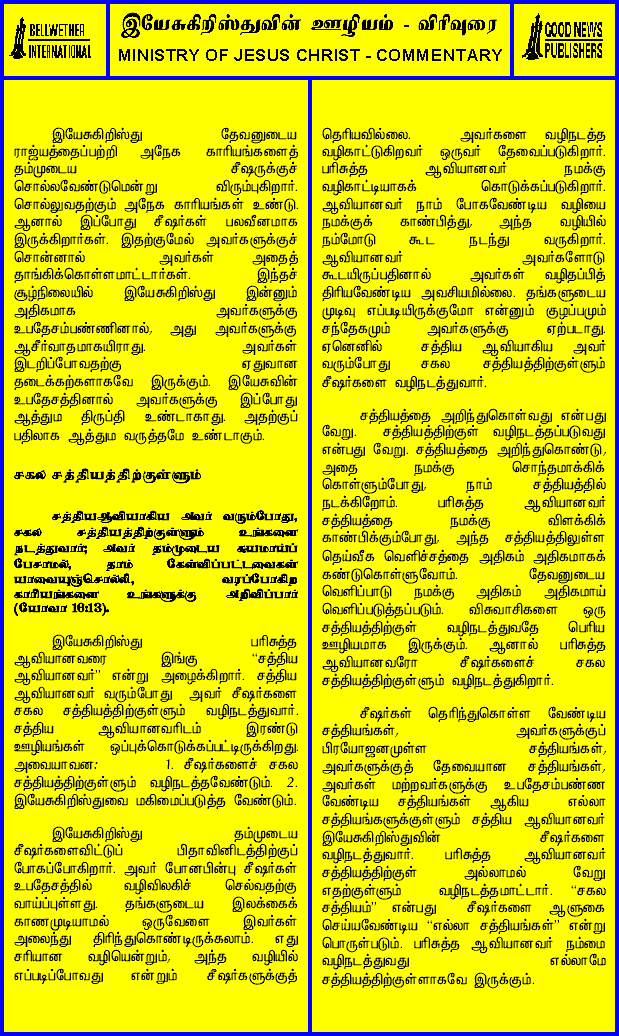 BELLWETHER
INTERNATIONAL
இயேசுகிறிஸ்துவின் ஊழியம் - விரிவுரை
MINISTRY OF JESUS CHRIST - COMMENTARY
GOOD NEWS
PUBLISHERS
இயேசுகிறிஸ்து தேவனுடைய
ராஜ்யத்தைப்பற்றி அநேக காரியங்களைத்
தம்முடைய சீஷருக்குச்
சொல்லவேண்டுமென்று விரும்புகிறார்.
சொல்லுவதற்கும் அநேக காரியங்கள் உண்டு.
ஆனால் இப்போது சீஷர்கள் பலவீனமாக
இருக்கிறார்கள். இதற்குமேல் அவர்களுக்குச்
சொன்னால் அவர்கள் அதைத்
தாங்கிக்கொள்ளமாட்டார்கள். இந்தச்
சூழ்நிலையில் இயேசுகிறிஸ்து இன்னும்
அதிகமாக அவர்களுக்கு
உபதேசம்பண்ணினால், அது அவர்களுக்கு
ஆசீர்வாதமாகயிராது. அவர்கள்
இடறிப்போவதற்கு ஏதுவான
தடைக்கற்களாகவே இருக்கும். இயேசுவின்
உபதேசத்தினால் அவர்களுக்கு இப்போது
ஆத்தும திருப்தி உண்டாகாது. அதற்குப்
பதிலாக ஆத்தும வருத்தமே உண்டாகும்.
சகல சத்தியத்திற்குள்ளும்
சத்தியஆவியாகிய அவர் வரும்போது,
சகல சத்தியத்திற்குள்ளும் உங்களை
நடத்துவார்; அவர் தம்முடைய சுயமாய்ப்
பேசாமல், தாம் கேள்விப்பட்டவைகள்
யாவையுஞ்சொல்லி, வரப்போகிற
காரியங்களை உங்களுக்கு அறிவிப்பார்
(யோவா 16:13).
இயேசுகிறிஸ்து பரிசுத்த
ஆவியானவரை இங்கு “சத்திய
ஆவியானவர்” என்று அழைக்கிறார். சத்திய
ஆவியானவர் வரும்போது அவர் சீஷர்களை
சகல சத்தியத்திற்குள்ளும் வழிநடத்துவார்.
சத்திய ஆவியானவரிடம் இரண்டு
ஊழியங்கள் ஒப்புக்கொடுக்கப்பட்டிருக்கிறது.
அவையாவன: 1. சீஷர்களைச் சகல
சத்தியத்திற்குள்ளும் வழிநடத்தவேண்டும். 2.
இயேசுகிறிஸ்துவை மகிமைப்படுத்த வேண்டும்.
இயேசுகிறிஸ்து தம்முடைய
சீஷர்களைவிட்டுப் பிதாவினிடத்திற்குப்
போகப்போகிறார். அவர் போனபின்பு சீஷர்கள்
உபதேசத்தில் வழிவிலகிச் செல்வதற்கு
வாய்ப்புள்ளது. தங்களுடைய இலக்கைக்
காணமுடியாமல் ஒருவேளை இவர்கள்
அலைந்து திரிந்துகொண்டிருக்கலாம். எது
சரியான வழியென்றும், அந்த வழியில்
எப்படிப்போவது என்றும் சீஷர்களுக்குத்
தெரியவில்லை. அவர்களை வழிநடத்த
வழிகாட்டுகிறவர் ஒருவர் தேவைப்படுகிறார்.
பரிசுத்த ஆவியானவர் நமக்கு
வழிகாட்டியாகக் கொடுக்கப்படுகிறார்.
ஆவியானவர் நாம் போகவேண்டிய வழியை
நமக்குக் காண்பித்து, அந்த வழியில்
நம்மோடு கூட நடந்து வருகிறார்.
ஆவியானவர் அவர்களோடு
கூடயிருப்பதினால் அவர்கள் வழிதப்பித்
திரியவேண்டிய அவசியமில்லை. தங்களுடைய
முடிவு எப்படியிருக்குமோ என்னும் குழப்பமும்
சந்தேகமும் அவர்களுக்கு ஏற்படாது.
ஏனெனில் சத்திய ஆவியாகிய அவர்
வரும்போது சகல சத்தியத்திற்குள்ளும்
சீஷர்களை வழிநடத்துவார்.
சத்தியத்தை அறிந்துகொள்வது என்பது
வேறு. சத்தியத்திற்குள் வழிநடத்தப்படுவது
என்பது வேறு. சத்தியத்தை அறிந்துகொண்டு,
அதை நமக்கு சொந்தமாக்கிக்
கொள்ளும்போது, நாம் சத்தியத்தில்
நடக்கிறோம். பரிசுத்த ஆவியானவர்
சத்தியத்தை நமக்கு விளக்கிக்
காண்பிக்கும்போது, அந்த சத்தியத்திலுள்ள
தெய்வீக வெளிச்சத்தை அதிகம் அதிகமாகக்
கண்டுகொள்ளுவோம். தேவனுடைய
வெளிப்பாடு நமக்கு அதிகம் அதிகமாய்
வெளிப்படுத்தப்படும். விசுவாசிகளை ஒரு
சத்தியத்திற்குள் வழிநடத்துவதே பெரிய
ஊழியமாக இருக்கும். ஆனால் பரிசுத்த
ஆவியானவரோ சீஷர்களைச் சகல
சத்தியத்திற்குள்ளும் வழிநடத்துகிறார்.
சீஷர்கள் தெரிந்துகொள்ள வேண்டிய
சத்தியங்கள், அவர்களுக்குப்
பிரயோஜனமுள்ள சத்தியங்கள்,
அவர்களுக்குத் தேவையான சத்தியங்கள்,
அவர்கள் மற்றவர்களுக்கு உபதேசம்பண்ண
வேண்டிய சத்தியங்கள் ஆகிய எல்லா
சத்தியங்களுக்குள்ளும் சத்திய ஆவியானவர்
இயேசுகிறிஸ்துவின் சீஷர்களை
வழிநடத்துவார். பரிசுத்த ஆவியானவர்
சத்தியத்திற்குள் அல்லாமல் வேறு
எதற்குள்ளும் வழிநடத்தமாட்டார். “சகல
சத்தியம்” என்பது சீஷர்களை ஆளுகை
செய்யவேண்டிய “எல்லா சத்தியங்கள்” என்று
பொருள்படும். பரிசுத்த ஆவியானவர் நம்மை
வழிநடத்துவது எல்லாமே
சத்தியத்திற்குள்ளாகவே இருக்கும்.